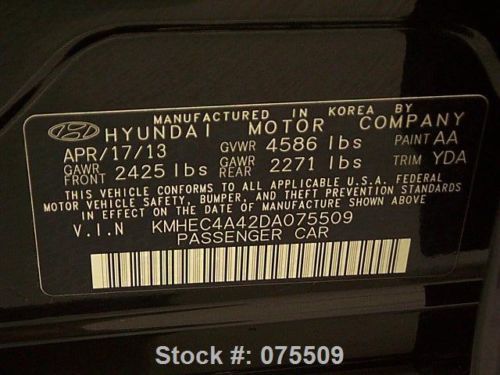 MANUFACTURED IN KOREA BY
HYUNDAI MOTOR COMPANY
APR/17/13 GVWR 4586 lbs PAINT AA
GAWR FRONT 2425 lbs GAWR REAR 2271 lbs TRIM YDA
THIS VEHICLE CONFORMS TO ALL APPLICABLE U.S.A. FEDERAL
MOTOR VEHICLE SAFETY, BUMPER, AND THEFT PREVENTION STANDARDS
IN EFFECT ON THE DATE OF MANUFACTURE SHOWN ABOVE.
V.I.N KMHEC4A42DA075509
PASSENGER CAR
Stock #: 075509